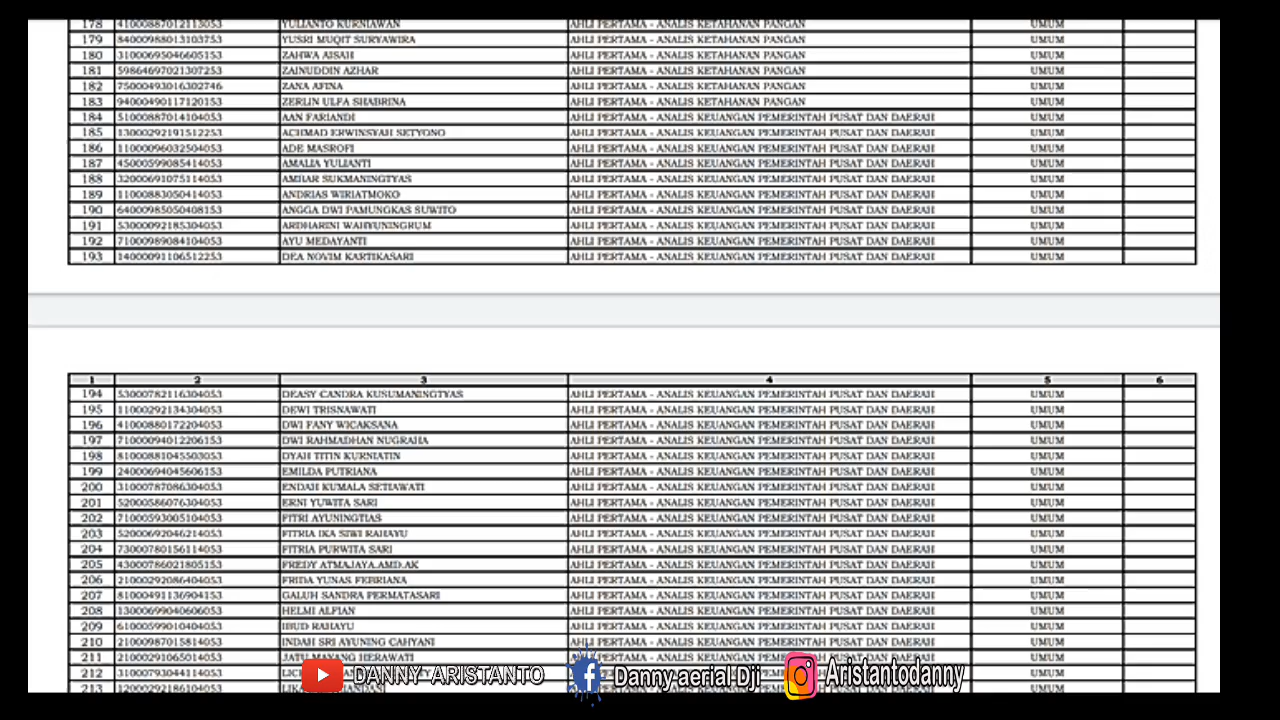 178 41000887012113053 YULIANTO KURNIAWAN AHLI PERTAMA - ANALIS KETAHANAN PANGAN UMUM
179 84000988013103753 YUSRI MUQIT SURYAWIRA AHLI PERTAMA - ANALIS KETAHANAN PANGAN UMUM
180 31000695046605153 ZAHWA AISAH AHLI PERTAMA - ANALIS KETAHANAN PANGAN UMUM
181 59864697021307253 ZAINUDDIN AZHAR AHLI PERTAMA - ANALIS KETAHANAN PANGAN UMUM
182 75000493016302746 ZANA AFINA AHLI PERTAMA - ANALIS KETAHANAN PANGAN UMUM
183 94000490117120153 ZERLIN ULFA SHABRINA AHLI PERTAMA - ANALIS KETAHANAN PANGAN UMUM
184 51000887014104053 AAN FARIANDI AHLI PERTAMA - ANALIS KEUANGAN PEMERINTAH PUSAT DAN DAERAH UMUM
185 13000292191512253 ACHMAD ERWINSYAH SETYONO AHLI PERTAMA - ANALIS KEUANGAN PEMERINTAH PUSAT DAN DAERAH UMUM
186 11000096032504053 ADE MASROFI AHLI PERTAMA - ANALIS KEUANGAN PEMERINTAH PUSAT DAN DAERAH UMUM
187 45000599085414053 AMALIA YULIANTI AHLI PERTAMA - ANALIS KEUANGAN PEMERINTAH PUSAT DAN DAERAH UMUM
188 32000691075114053 AMBAR SUKMANINGTYAS AHLI PERTAMA - ANALIS KEUANGAN PEMERINTAH PUSAT DAN DAERAH UMUM
189 11000883050414053 ANDRIAS WIRIATMOKO AHLI PERTAMA - ANALIS KEUANGAN PEMERINTAH PUSAT DAN DAERAH UMUM
190 64000985050408153 ANGGA DWI PAMUNGKAS SUWITO AHLI PERTAMA - ANALIS KEUANGAN PEMERINTAH PUSAT DAN DAERAH UMUM
191 53000092185304053 ARDHARINI WAHYUNINGRUM AHLI PERTAMA - ANALIS KEUANGAN PEMERINTAH PUSAT DAN DAERAH UMUM
192 71000989084104053 AYU MEDAYANTI AHLI PERTAMA - ANALIS KEUANGAN PEMERINTAH PUSAT DAN DAERAH UMUM
193 14000091106512253 DEA NOVIM KARTIKASARI AHLI PERTAMA - ANALIS KEUANGAN PEMERINTAH PUSAT DAN DAERAH UMUM
1 2 3 4 5 6
194 53000782116304053 DEASY CANDRA KUSUMANINGTYAS AHLI PERTAMA - ANALIS KEUANGAN PEMERINTAH PUSAT DAN DAERAH UMUM
195 11000292134304053 DEWI TRISNAWATI AHLI PERTAMA - ANALIS KEUANGAN PEMERINTAH PUSAT DAN DAERAH UMUM
196 41000880172204053 DWI FANY WICAKSANA AHLI PERTAMA - ANALIS KEUANGAN PEMERINTAH PUSAT DAN DAERAH UMUM
197 71000094012206153 DWI RAHMADHAN NUGRAHA AHLI PERTAMA - ANALIS KEUANGAN PEMERINTAH PUSAT DAN DAERAH UMUM
198 81000881045503053 DYAH TITIN KURNIATIN AHLI PERTAMA - ANALIS KEUANGAN PEMERINTAH PUSAT DAN DAERAH UMUM
199 24000694045606153 EMILDA PUTRIANA AHLI PERTAMA - ANALIS KEUANGAN PEMERINTAH PUSAT DAN DAERAH UMUM
200 31000787086304053 ENDAH KUMALA SETIAWATI AHLI PERTAMA - ANALIS KEUANGAN PEMERINTAH PUSAT DAN DAERAH UMUM
201 52000586076304053 ERNI YUWITA SARI AHLI PERTAMA - ANALIS KEUANGAN PEMERINTAH PUSAT DAN DAERAH UMUM
202 71000593005104053 FITRI AYUNINGTIAS AHLI PERTAMA - ANALIS KEUANGAN PEMERINTAH PUSAT DAN DAERAH UMUM
203 52000692046214053 FITRIA IKA SIWI RAHAYU AHLI PERTAMA - ANALIS KEUANGAN PEMERINTAH PUSAT DAN DAERAH UMUM
204 73000780156114053 FITRIA PURWITA SARI AHLI PERTAMA - ANALIS KEUANGAN PEMERINTAH PUSAT DAN DAERAH UMUM
205 43000786021805153 FREDY ATMAJAYA.AMD.AK AHLI PERTAMA - ANALIS KEUANGAN PEMERINTAH PUSAT DAN DAERAH UMUM
206 21000292086404053 FRIDA YUNAS FEBRIANA AHLI PERTAMA - ANALIS KEUANGAN PEMERINTAH PUSAT DAN DAERAH UMUM
207 81000491136904153 GALUH SANDRA PERMATASARI AHLI PERTAMA - ANALIS KEUANGAN PEMERINTAH PUSAT DAN DAERAH UMUM
208 13000699040606053 HELMI ALFIAN AHLI PERTAMA - ANALIS KEUANGAN PEMERINTAH PUSAT DAN DAERAH UMUM
209 61000599010404053 IBUD RAHAYU AHLI PERTAMA - ANALIS KEUANGAN PEMERINTAH PUSAT DAN DAERAH UMUM
210 21000987015814053 INDAH SRI AYUNING CAHYANI AHLI PERTAMA - ANALIS KEUANGAN PEMERINTAH PUSAT DAN DAERAH UMUM
211 21000291065014053 JATU MAYANG HERAWATI AHLI PERTAMA - ANALIS KEUANGAN PEMERINTAH PUSAT DAN DAERAH UMUM
212 31000793044114053 UMUM
213 12000292186104053 UMUM
DANNY ARISTANTO Danny aerial Dji Aristantodanny